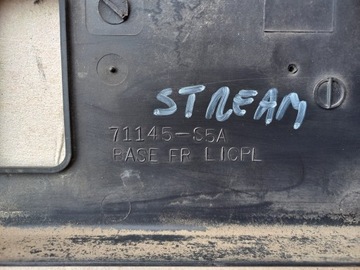 STREAM
71145-S5A
BASE FR LICPL